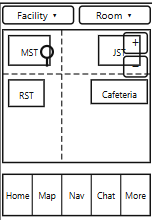 Facility ▾ Room ▾
MST JST +
−
RST Cafeteria
Home Map Nav Chat More